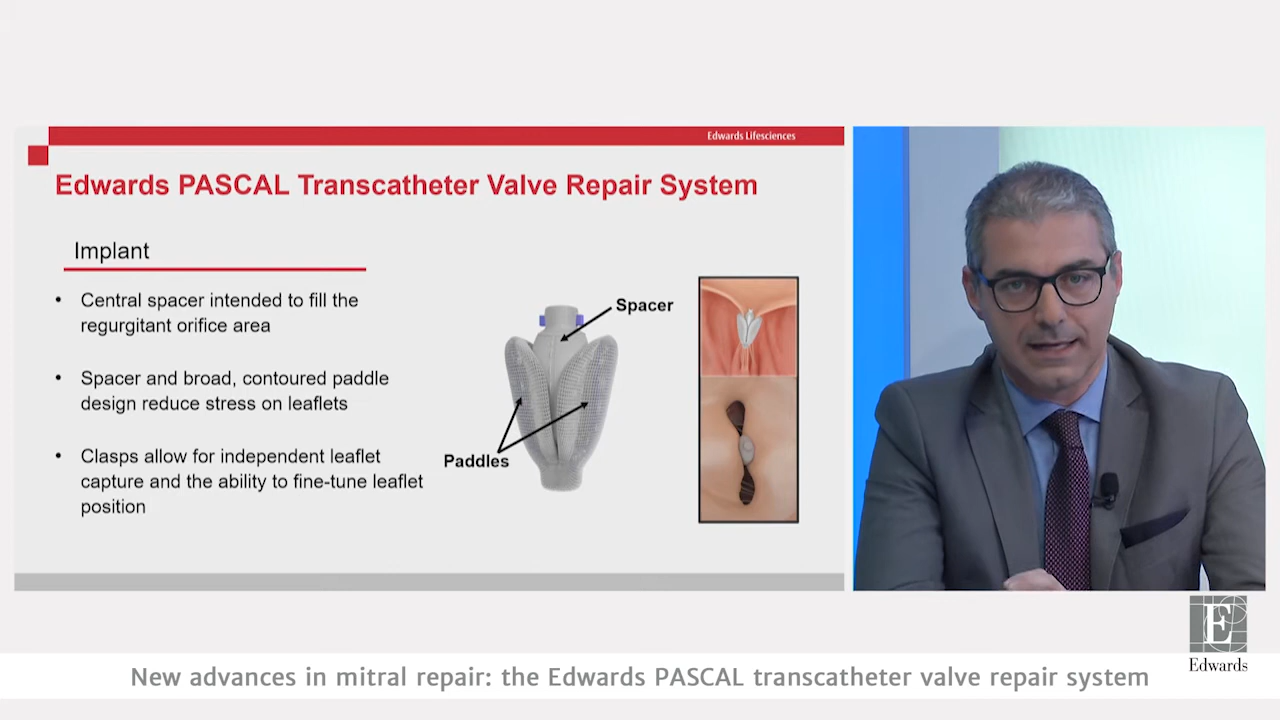 Edwards Lifesciences
Edwards PASCAL Transcatheter Valve Repair System
Implant
• Central spacer intended to fill the
regurgitant orifice area
• Spacer and broad, contoured paddle
design reduce stress on leaflets
• Clasps allow for independent leaflet
capture and the ability to fine-tune leaflet
position
Spacer
Paddles
E
Edwards
New advances in mitral repair: the Edwards PASCAL transcatheter valve repair system